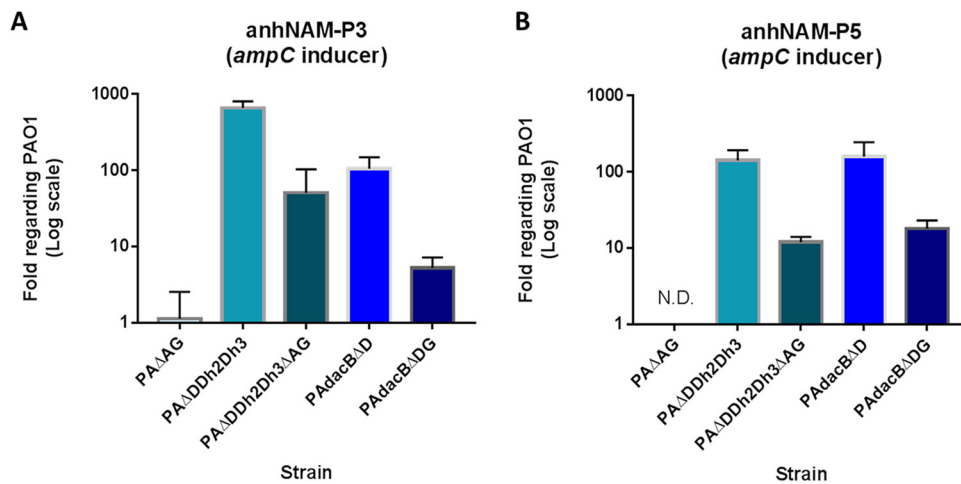 A
anhNAM-P3
(ampC inducer)
Fold regarding PAO1
(Log scale)
1000
100
10
1
PAΔAG
PAΔDDh2Dh3
PAΔDDh2Dh3ΔAG
PAdacBΔD
PAdacBΔDG
Strain
B
anhNAM-P5
(ampC inducer)
Fold regarding PAO1
(Log scale)
1000
100
10
1
N.D.
PAΔAG
PAΔDDh2Dh3
PAΔDDh2Dh3ΔAG
PAdacBΔD
PAdacBΔDG
Strain